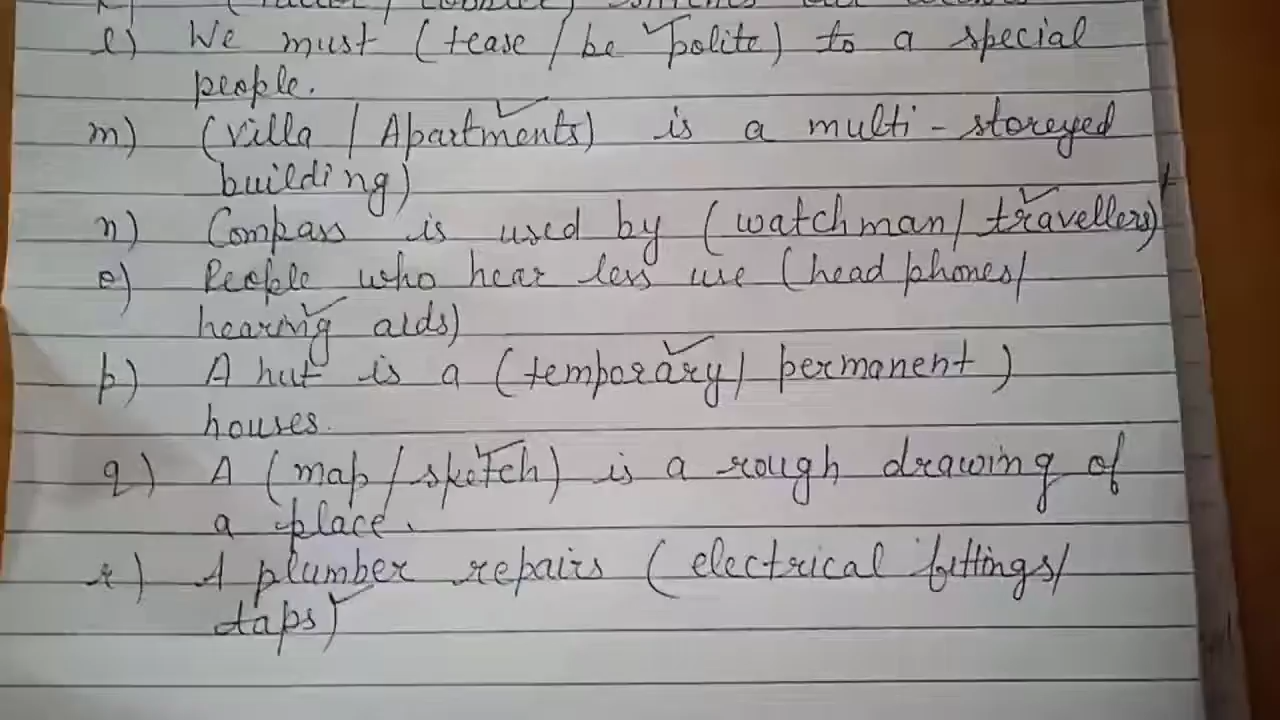 l) We must (tease / be polite) to a special
people.
m) (Villa / Apartments) is a multi - storeyed
building)
n) Compass is used by (watchman / travellers)
o) People who hear less use (head phones /
hearing aids)
p) A hut is a (temporary / permanent)
houses.
q) A (map / sketch) is a rough drawing of
a place.
r) A plumber repairs (electrical fittings /
taps)